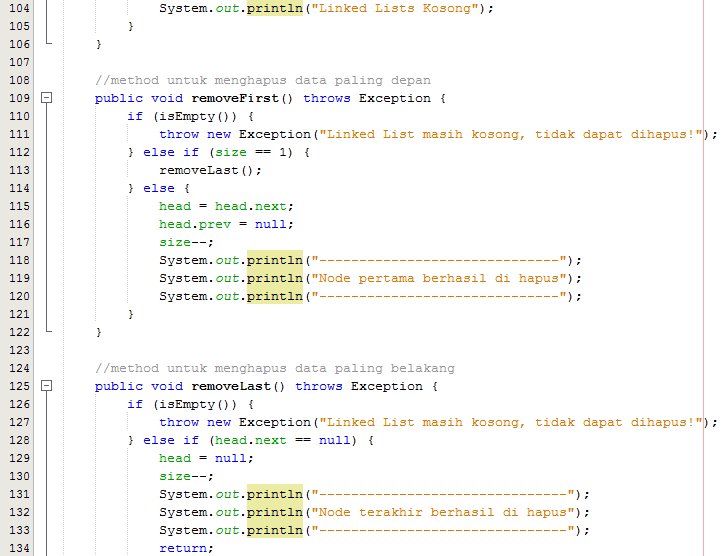 104 System.out.println("Linked Lists Kosong");
105 }
106 }
107
108 //method untuk menghapus data paling depan
109 public void removeFirst() throws Exception {
110 if (isEmpty()) {
111 throw new Exception("Linked List masih kosong, tidak dapat dihapus!");
112 } else if (size == 1) {
113 removeLast();
114 } else {
115 head = head.next;
116 head.prev = null;
117 size--;
118 System.out.println("------------------------------");
119 System.out.println("Node pertama berhasil di hapus");
120 System.out.println("------------------------------");
121 }
122 }
123
124 //method untuk menghapus data paling belakang
125 public void removeLast() throws Exception {
126 if (isEmpty()) {
127 throw new Exception("Linked List masih kosong, tidak dapat dihapus!");
128 } else if (head.next == null) {
129 head = null;
130 size--;
131 System.out.println("-------------------------------");
132 System.out.println("Node terakhir berhasil di hapus");
133 System.out.println("-------------------------------");
134 return;